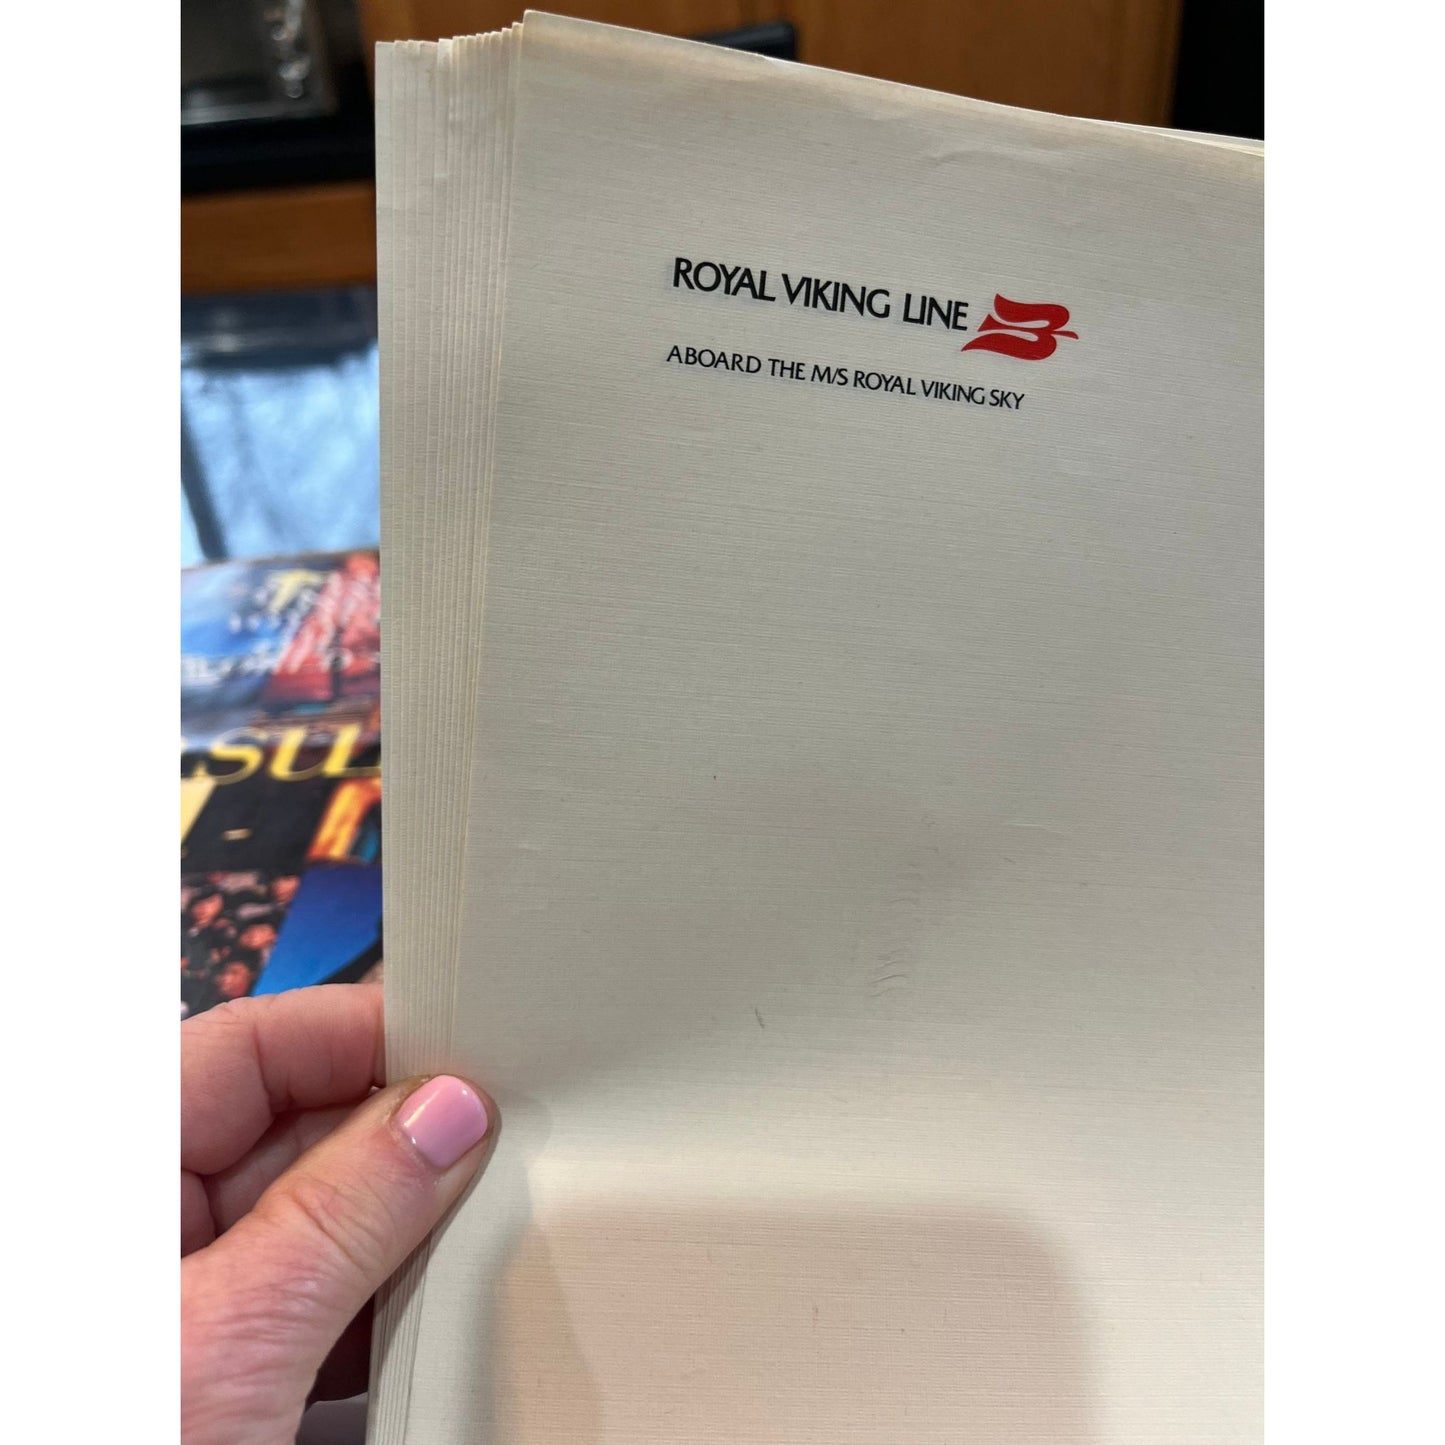 ROYAL VIKING LINE
ABOARD THE M/S ROYAL VIKING SKY